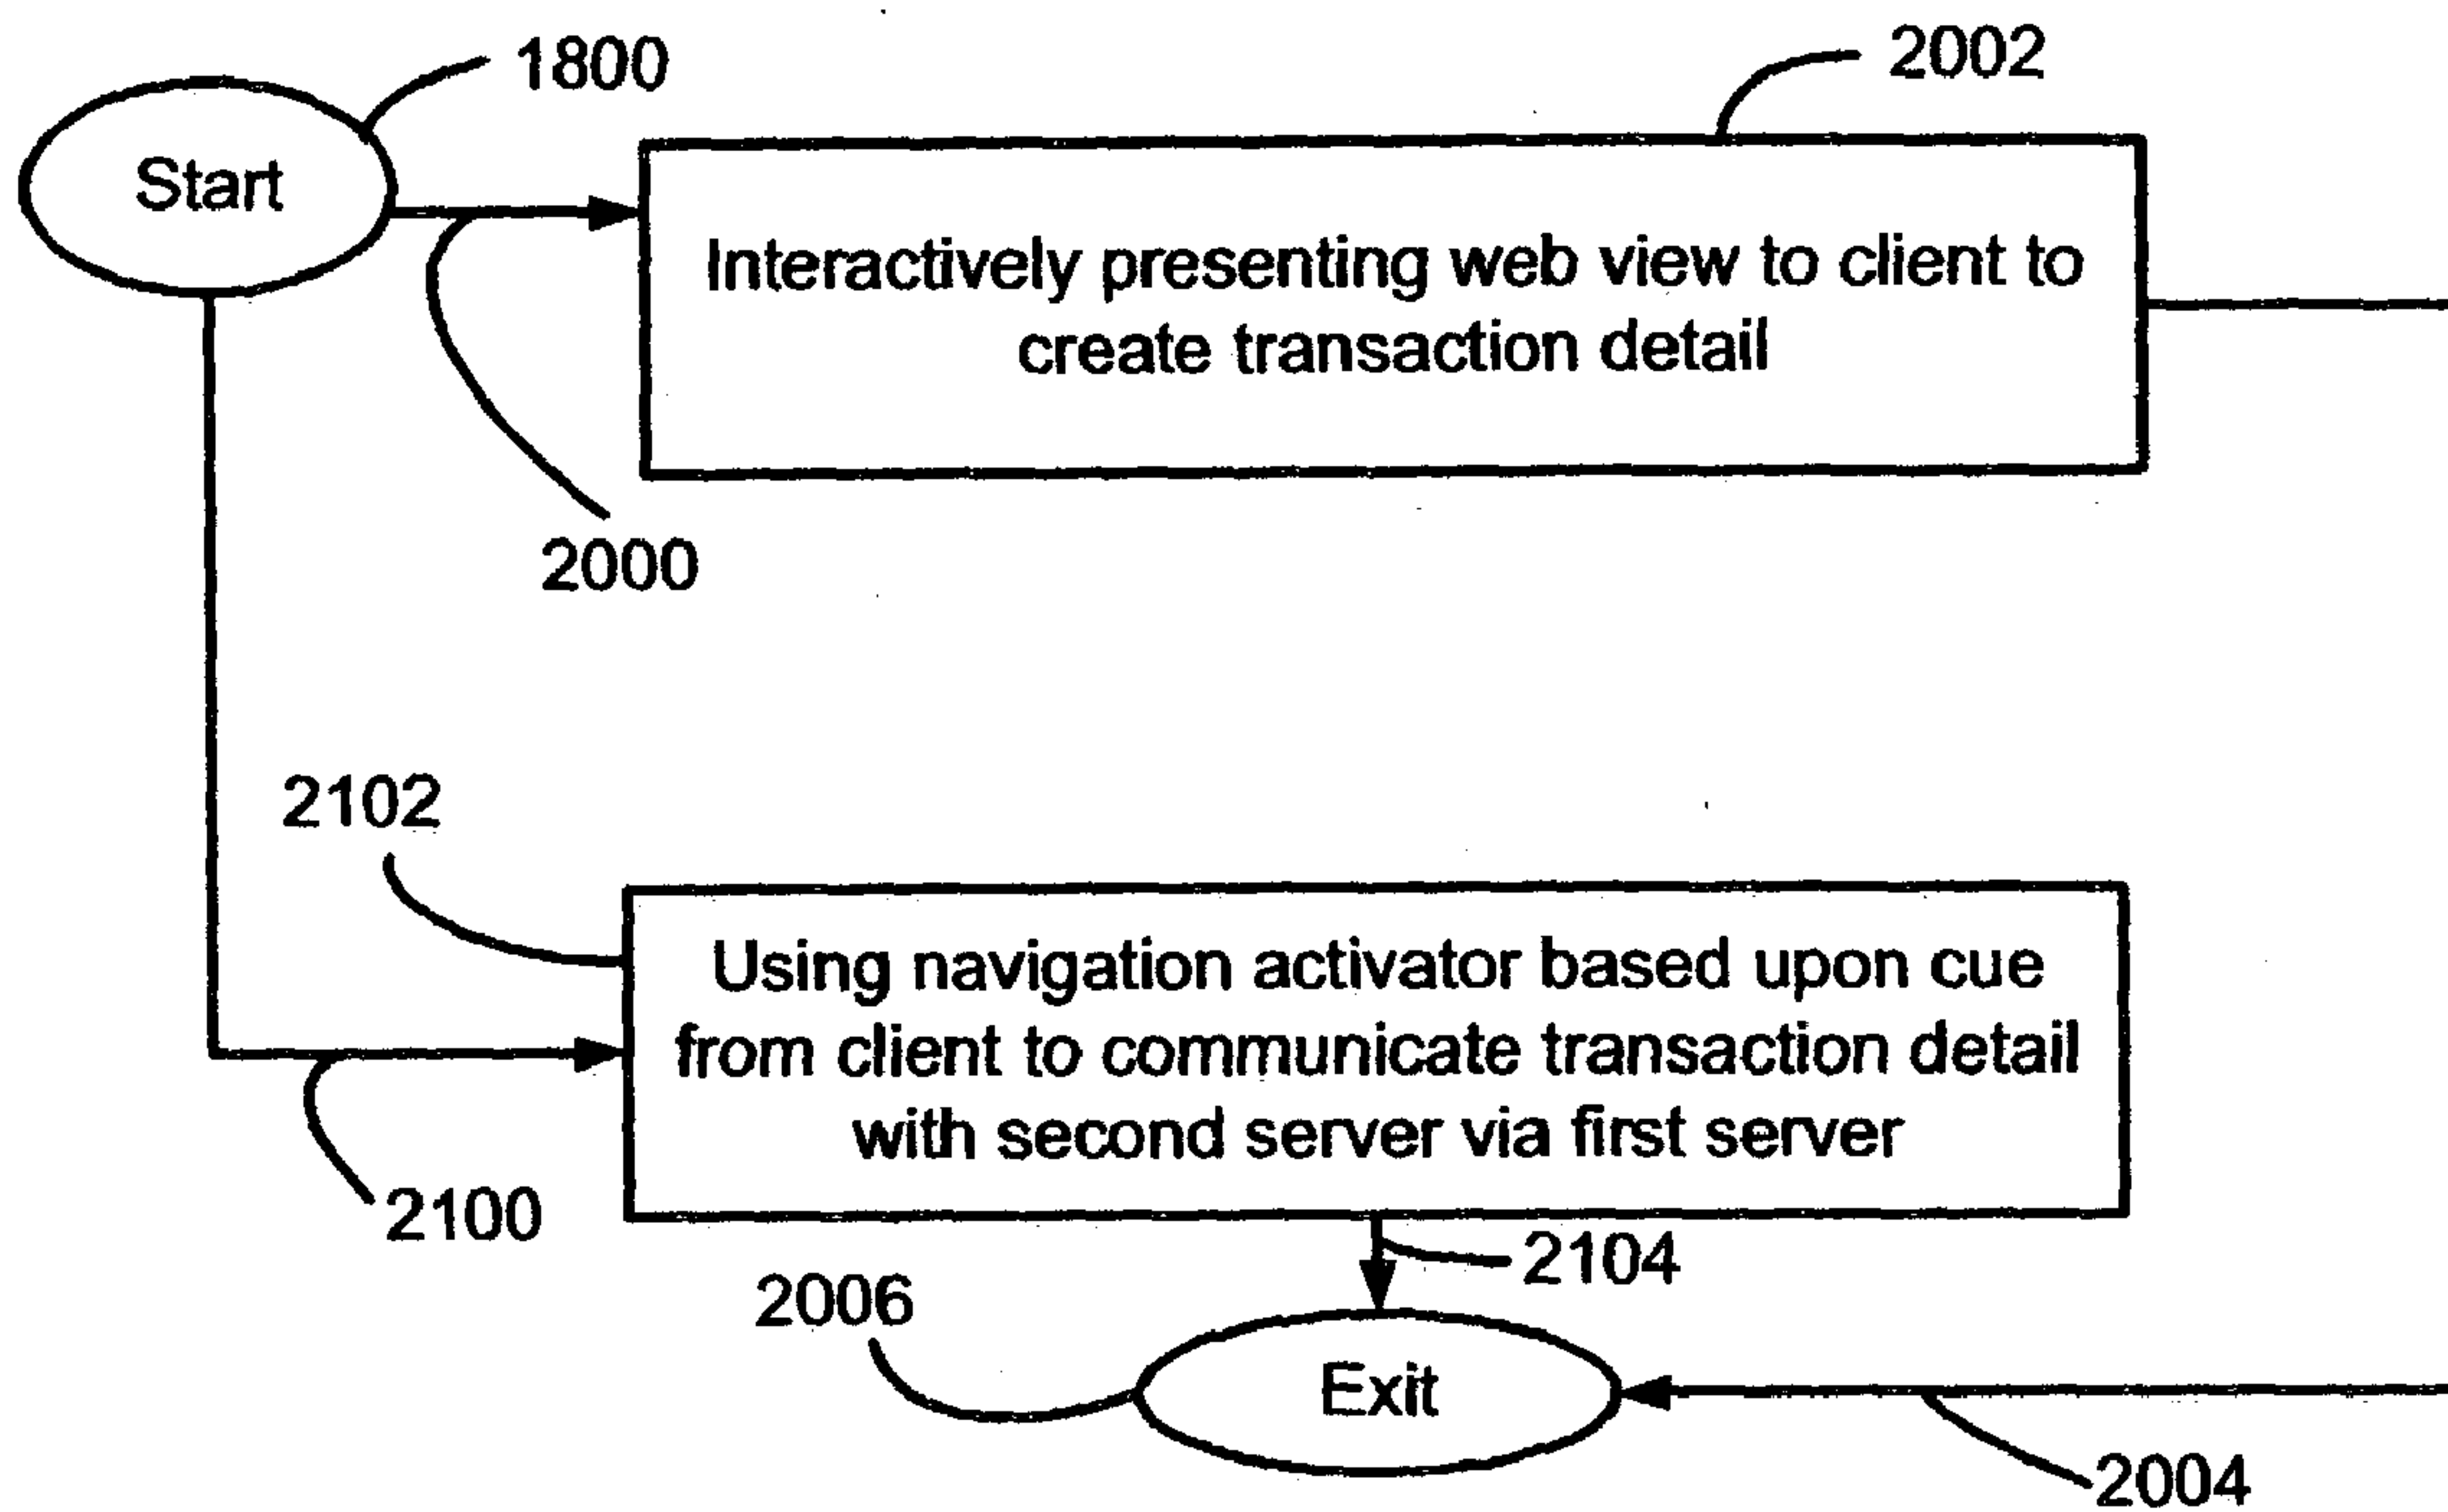 1800
2002
Start
Interactively presenting web view to client to
create transaction detail
2000
2102
Using navigation activator based upon cue
from client to communicate transaction detail
with second server via first server
2100
2104
2006
Exit
2004